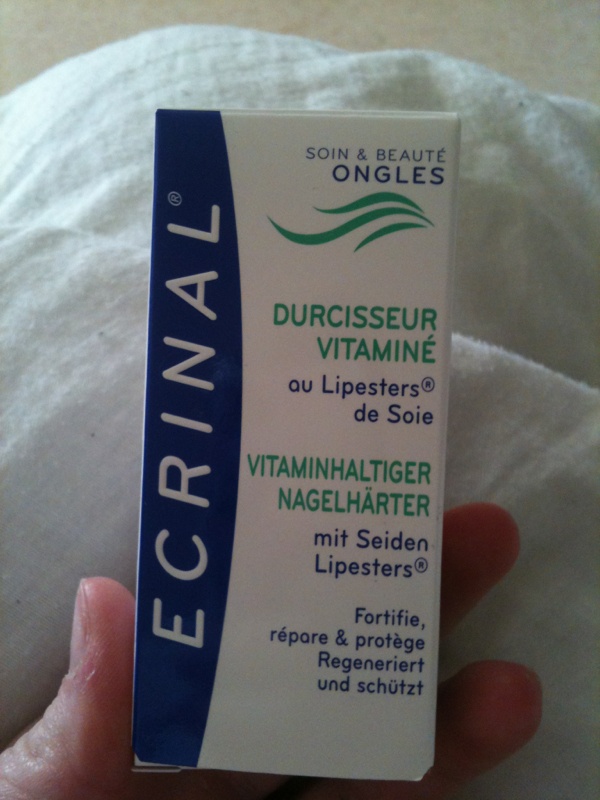 ECRINAL®
SOIN & BEAUTÉ
ONGLES
DURCISSEUR
VITAMINÉ
au Lipesters®
de Soie
VITAMINHALTIGER
NAGELHÄRTER
mit Seiden
Lipesters®
Fortifie,
répare & protège
Regeneriert
und schützt